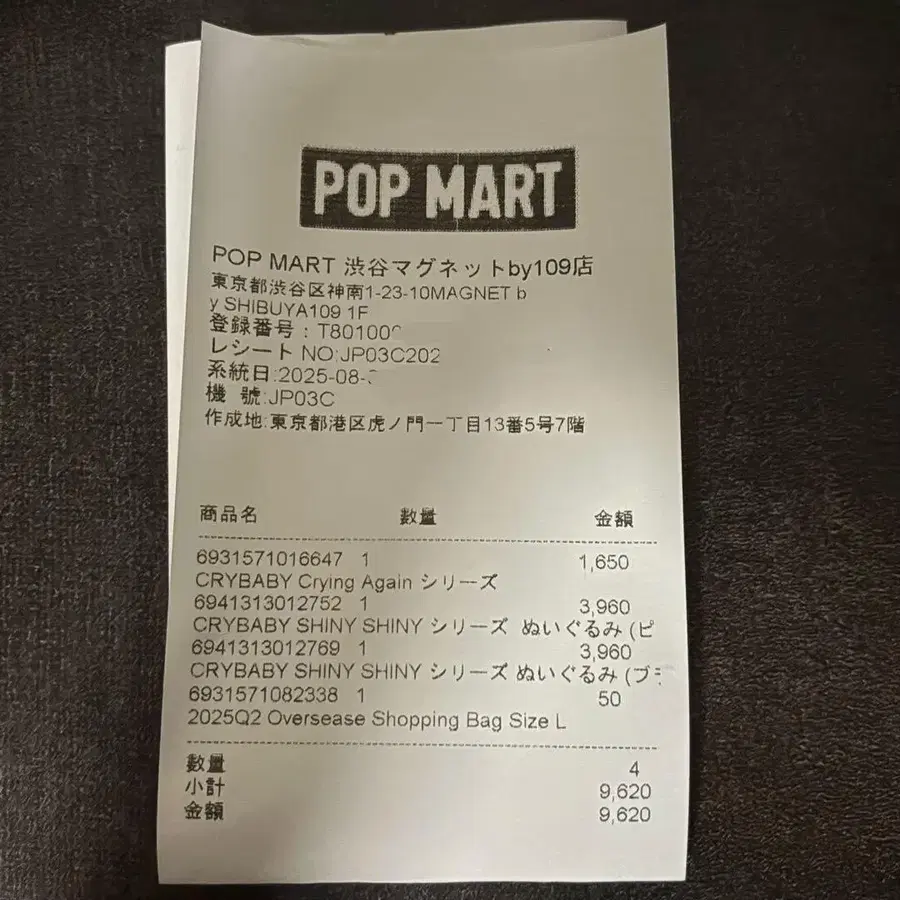 POP MART
POP MART 渋谷マグネットby109店
東京都渋谷区神南1-23-10MAGNET b
y SHIBUYA109 1F
登録番号：T80100
レシート NO:JP03C202
系統日:2025-08-
機 號:JP03C
作成地:東京都港区虎ノ門一丁目13番5号7階
商品名 数量 金額
6931571016647 1 1,650
CRYBABY Crying Again シリーズ
6941313012752 1 3,960
CRYBABY SHINY SHINY シリーズ ぬいぐるみ (ピ
6941313012769 1 3,960
CRYBABY SHINY SHINY シリーズ ぬいぐるみ (ブ
6931571082338 1 50
2025Q2 Oversease Shopping Bag Size L
数量 4
小計 9,620
金額 9,620